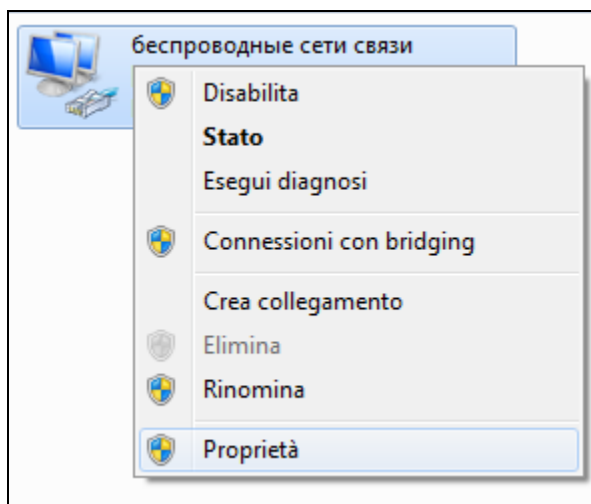 беспроводные сети связи
Disabilita
Stato
Esegui diagnosi
Connessioni con bridging
Crea collegamento
Elimina
Rinomina
Proprietà